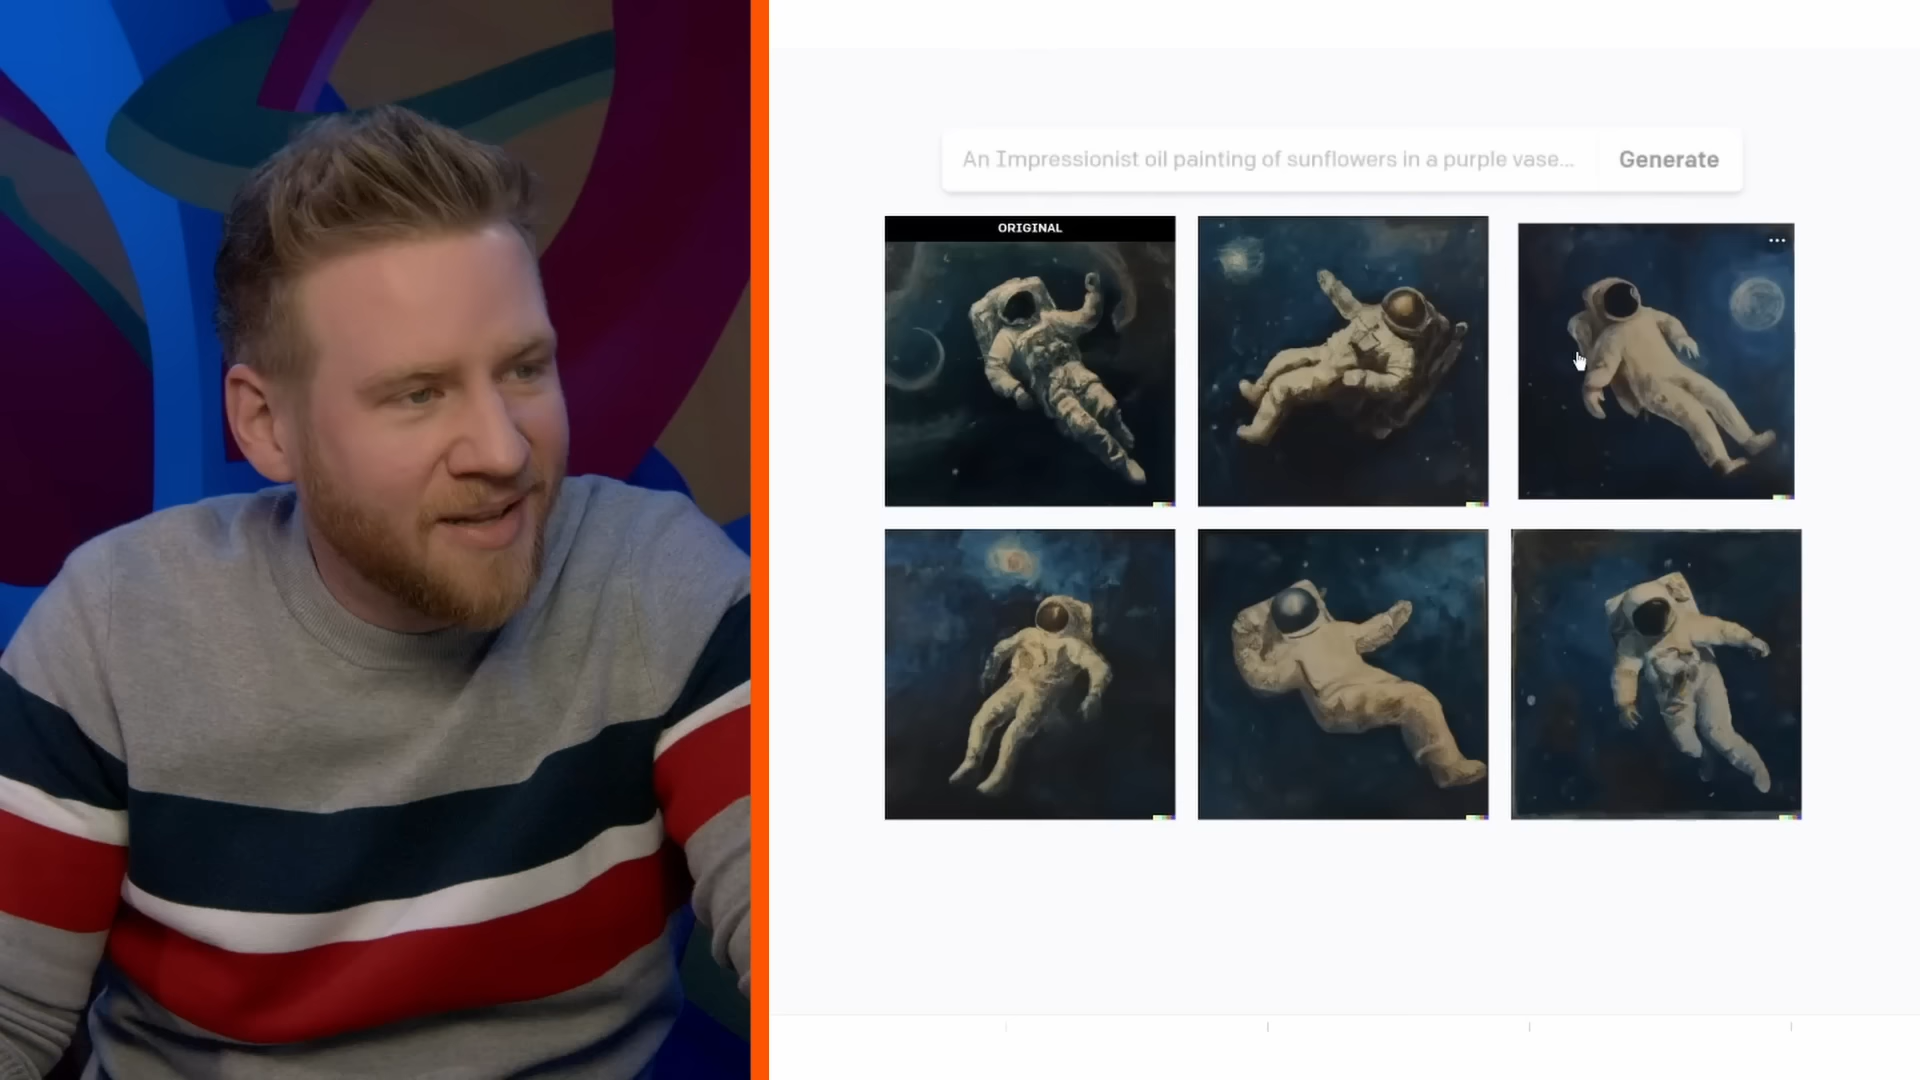 An Impressionist oil painting of sunflowers in a purple vase...
Generate
ORIGINAL